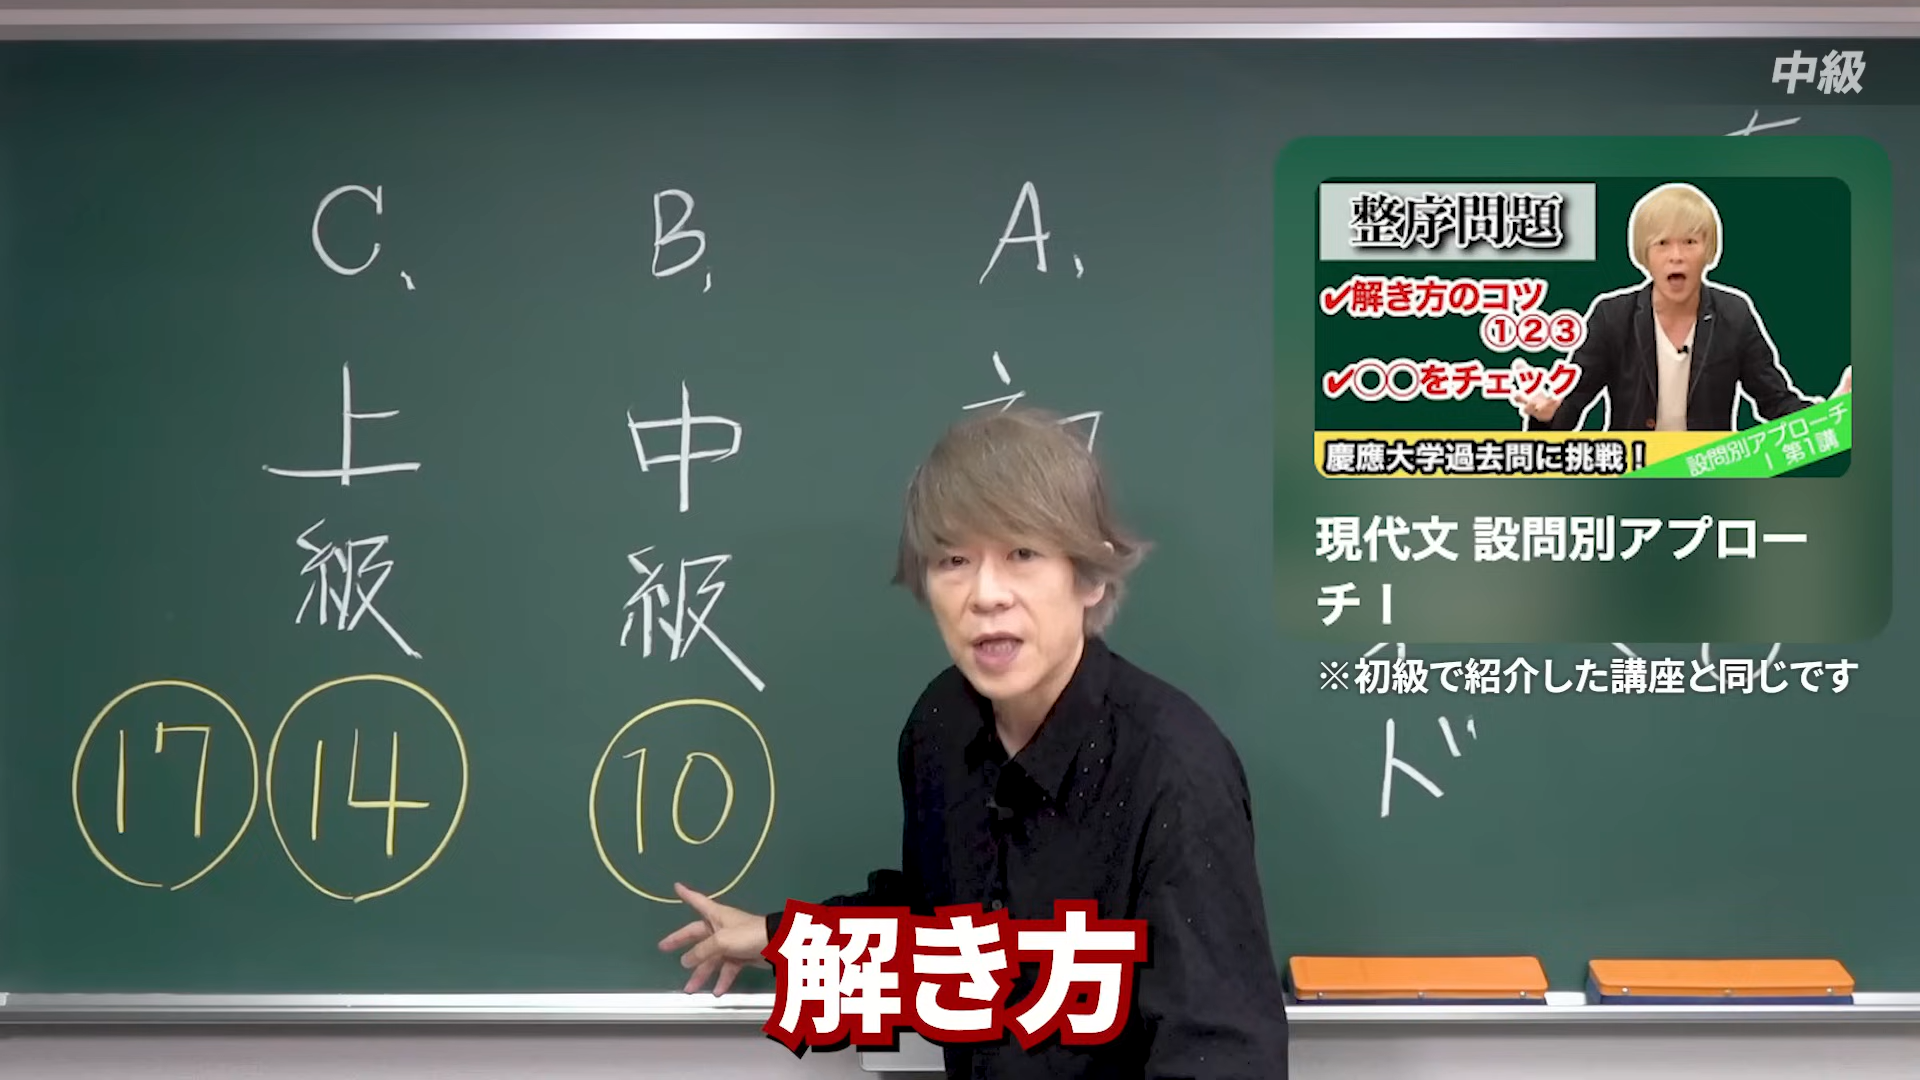 中級
整序問題
✓解き方のコツ
①②③
✓○○をチェック
慶應大学過去問に挑戦!
設問別アプローチ
I 第1講
現代文 設問別アプロー
チ I
※初級で紹介した講座と同じです
A.
B.
中級
⑩
C.
上級
⑭
⑰
ド
解き方